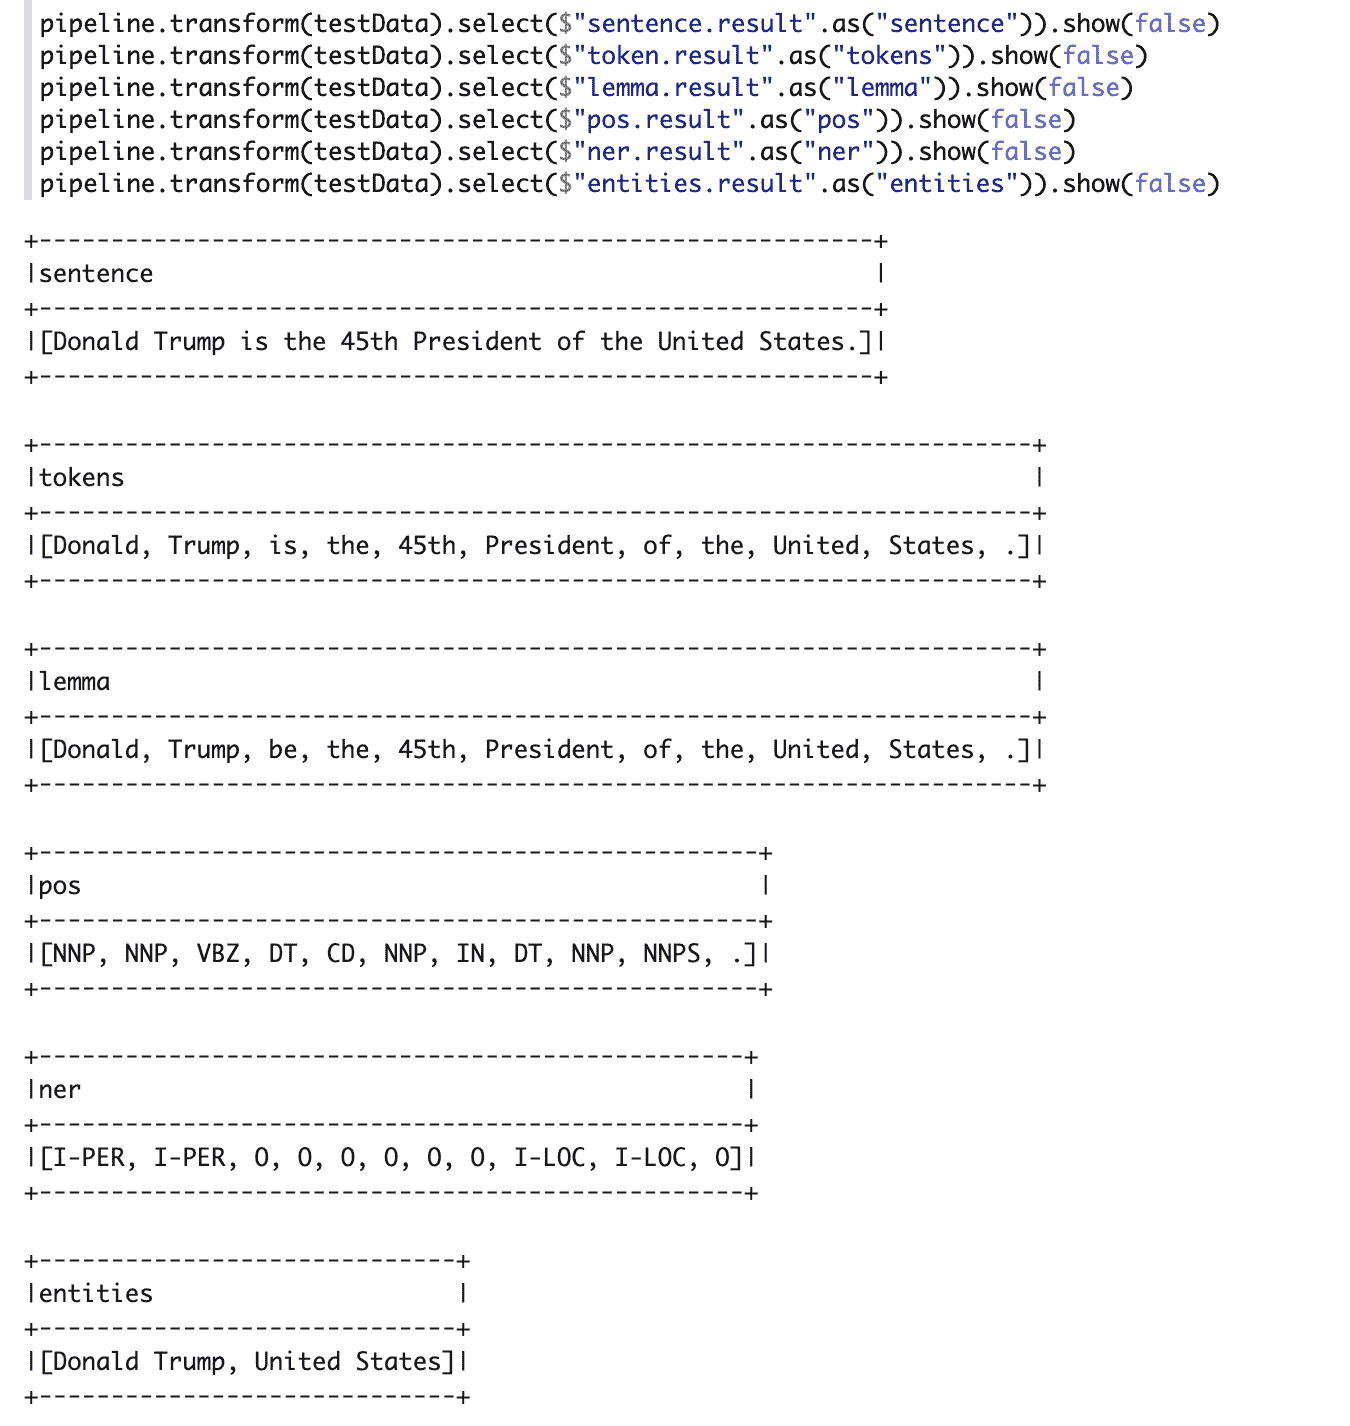 pipeline.transform(testData).select($"sentence.result".as("sentence")).show(false)
pipeline.transform(testData).select($"token.result".as("tokens")).show(false)
pipeline.transform(testData).select($"lemma.result".as("lemma")).show(false)
pipeline.transform(testData).select($"pos.result".as("pos")).show(false)
pipeline.transform(testData).select($"ner.result".as("ner")).show(false)
pipeline.transform(testData).select($"entities.result".as("entities")).show(false)
+----------------------------------------------------------+
|sentence                                                  |
+----------------------------------------------------------+
|[Donald Trump is the 45th President of the United States.]|
+----------------------------------------------------------+
+---------------------------------------------------------------------+
|tokens                                                               |
+---------------------------------------------------------------------+
|[Donald, Trump, is, the, 45th, President, of, the, United, States, .]|
+---------------------------------------------------------------------+
+---------------------------------------------------------------------+
|lemma                                                                |
+---------------------------------------------------------------------+
|[Donald, Trump, be, the, 45th, President, of, the, United, States, .]|
+---------------------------------------------------------------------+
+--------------------------------------------------+
|pos                                               |
+--------------------------------------------------+
|[NNP, NNP, VBZ, DT, CD, NNP, IN, DT, NNP, NNPS, .]|
+--------------------------------------------------+
+-------------------------------------------------+
|ner                                              |
+-------------------------------------------------+
|[I-PER, I-PER, O, O, O, O, O, O, I-LOC, I-LOC, O]|
+-------------------------------------------------+
+-----------------------------+
|entities                     |
+-----------------------------+
|[Donald Trump, United States]|
+-----------------------------+